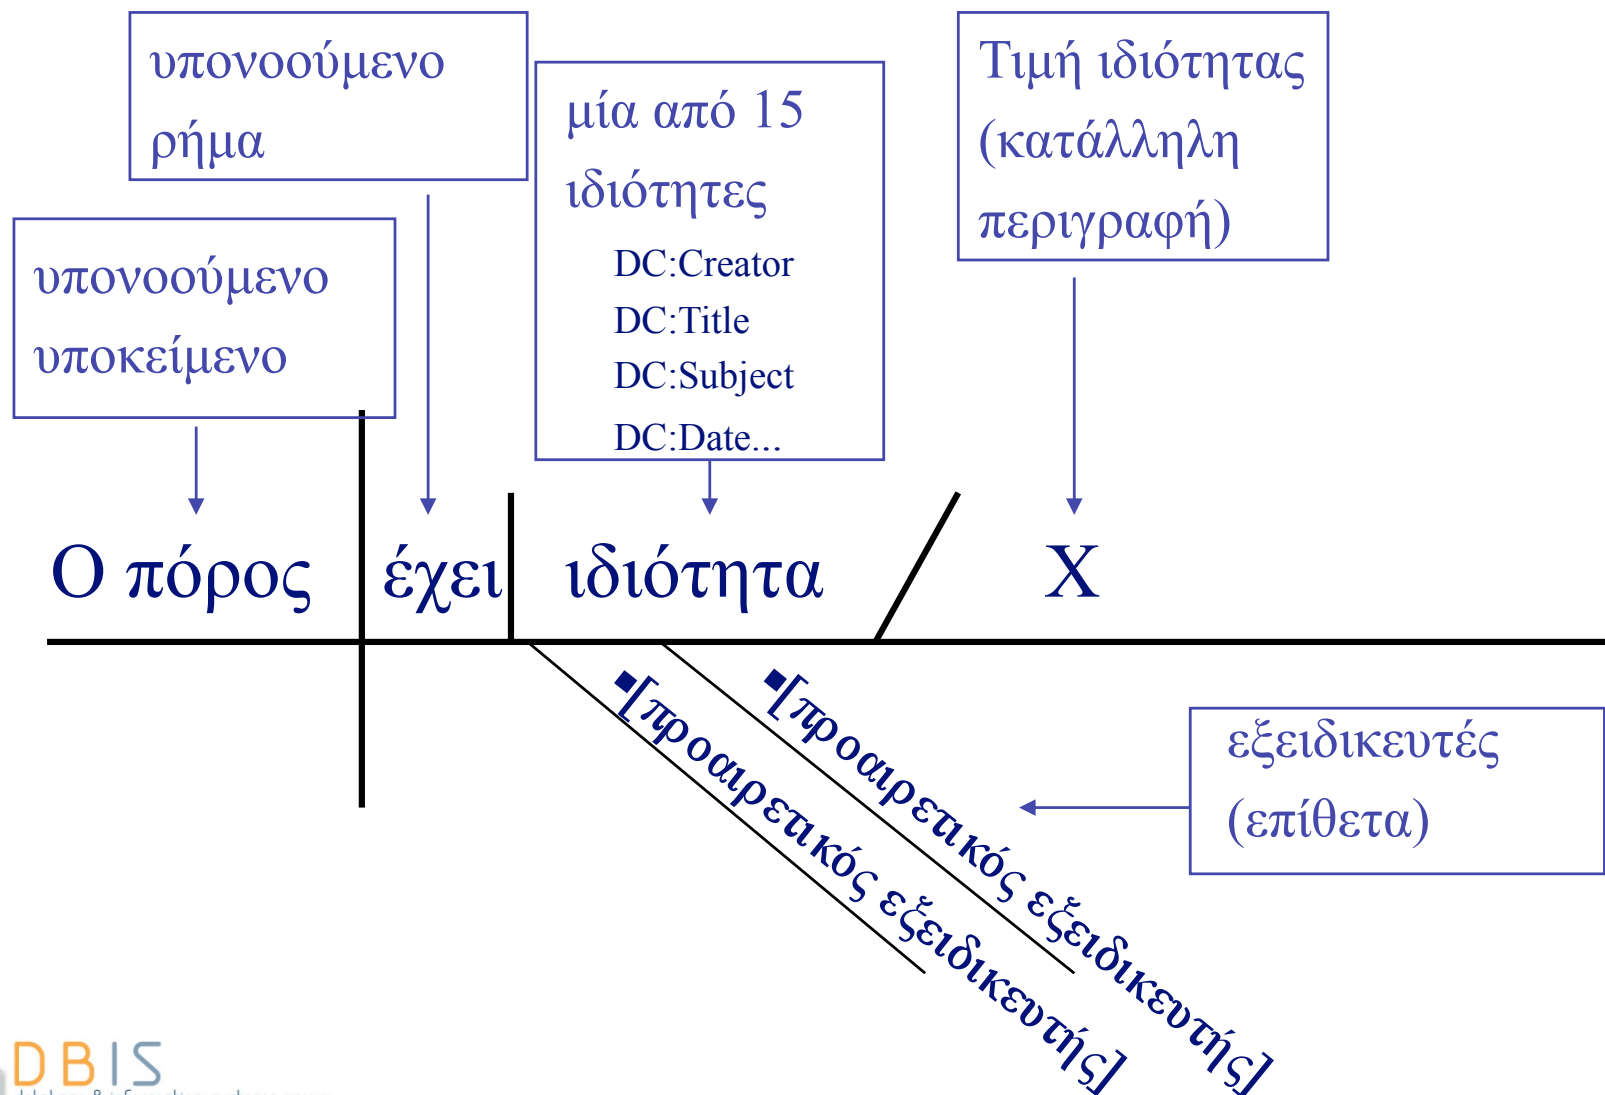 υπονοούμενο
ρήμα
μία από 15
ιδιότητες
DC:Creator
DC:Title
DC:Subject
DC:Date...
Τιμή ιδιότητας
(κατάλληλη
περιγραφή)
υπονοούμενο
υποκείμενο
Ο πόρος
έχει
ιδιότητα
Χ
▪[προαιρετικός εξειδικευτής]
▪[προαιρετικός εξειδικευτής]
εξειδικευτές
(επίθετα)
DBIS